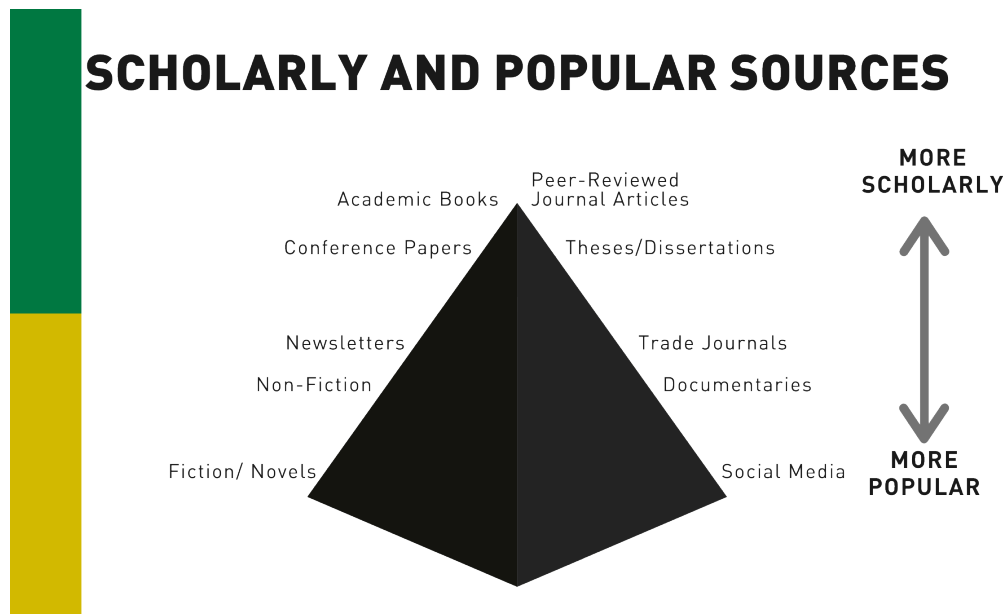 SCHOLARLY AND POPULAR SOURCES
MORE
SCHOLARLY
Peer-Reviewed
Academic Books
Journal Articles
Conference Papers
Theses/Dissertations
Newsletters
Trade Journals
Non-Fiction
Documentaries
Fiction/ Novels
Social Media
MORE
POPULAR